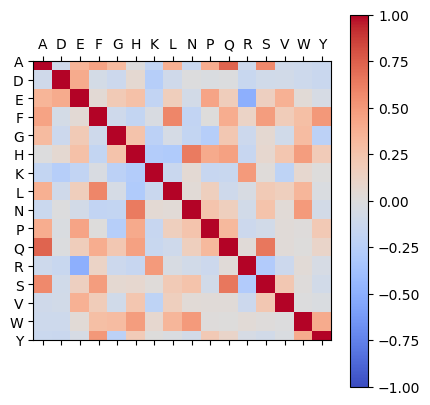 A D E F G H K L N P Q R S V W Y
A
D
E
F
G
H
K
L
N
P
Q
R
S
V
W
Y
1.00
0.75
0.50
0.25
0.00
−0.25
−0.50
−0.75
−1.00